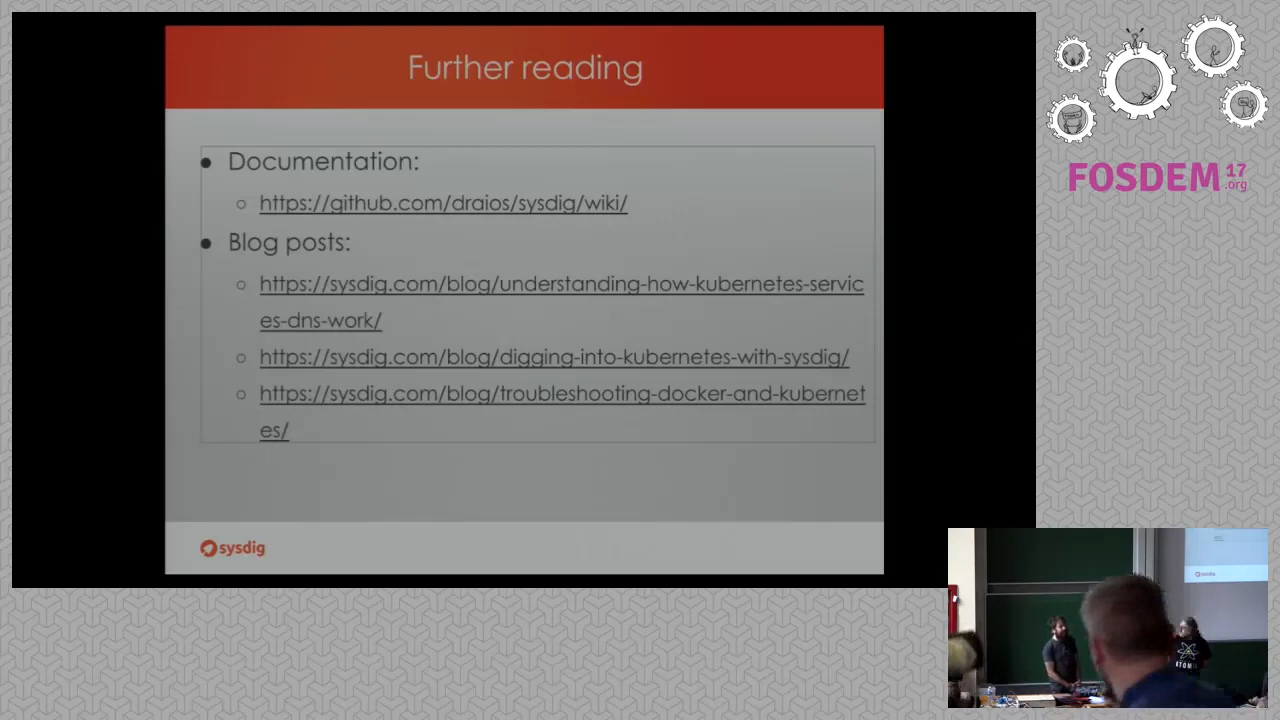 Further reading
● Documentation:
○ https://github.com/draios/sysdig/wiki/
● Blog posts:
○ https://sysdig.com/blog/understanding-how-kubernetes-servic
es-dns-work/
○ https://sysdig.com/blog/digging-into-kubernetes-with-sysdig/
○ https://sysdig.com/blog/troubleshooting-docker-and-kubernet
es/
sysdig
FOSDEM 17
.org
sysdig
ATOM